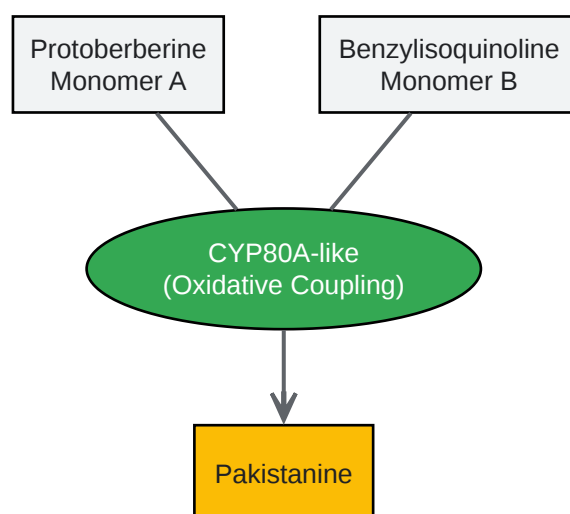 Protoberberine
Monomer A
Benzylisoquinoline
Monomer B
CYP80A-like
(Oxidative Coupling)
Pakistanine